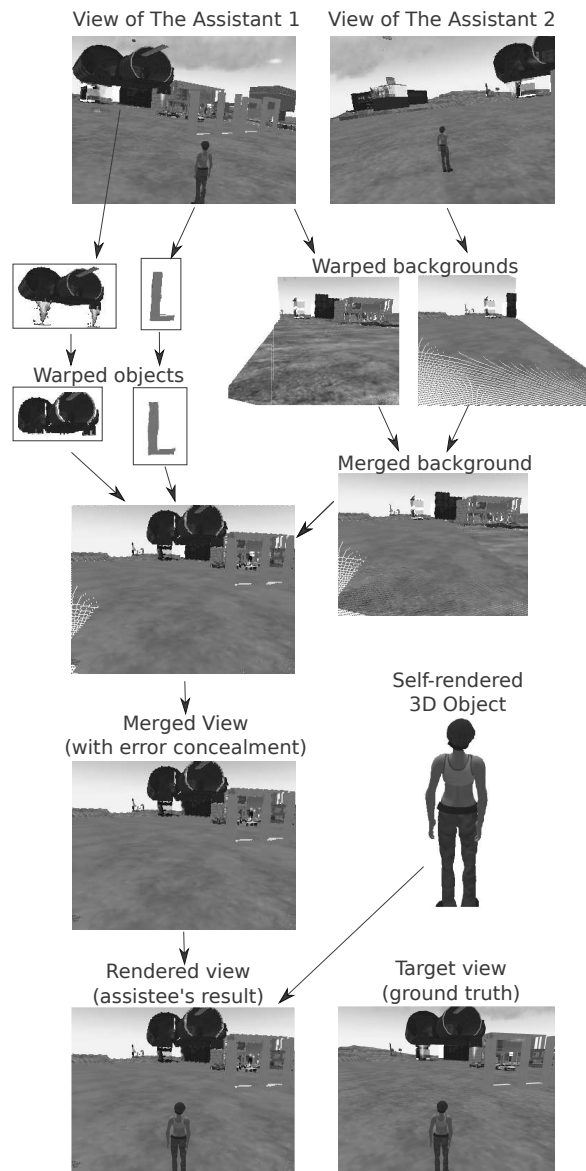 View of The Assistant 1
View of The Assistant 2
Warped backgrounds
Warped objects
Merged background
Self-rendered
3D Object
Merged View
(with error concealment)
Rendered view
(assistee's result)
Target view
(ground truth)